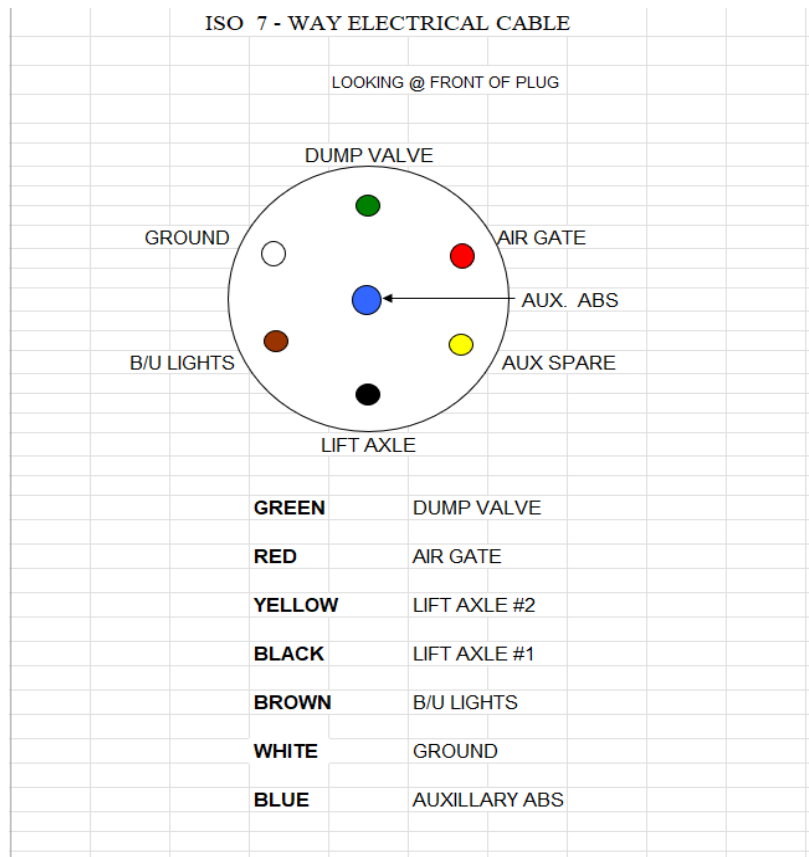 ISO 7 - WAY ELECTRICAL CABLE
LOOKING @ FRONT OF PLUG
DUMP VALVE
GROUND
AIR GATE
AUX. ABS
B/U LIGHTS
AUX SPARE
LIFT AXLE
GREEN DUMP VALVE
RED AIR GATE
YELLOW LIFT AXLE #2
BLACK LIFT AXLE #1
BROWN B/U LIGHTS
WHITE GROUND
BLUE AUXILLARY ABS